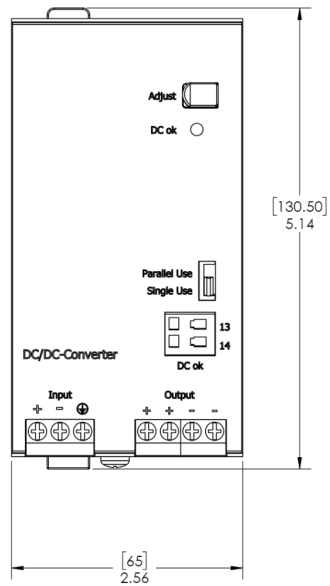 Adjust
DC ok
[130.50]
5.14
Parallel Use
Single Use
13
14
DC/DC-Converter
DC ok
Input
Output
+ - ⏚
+ + - -
[65]
2.56